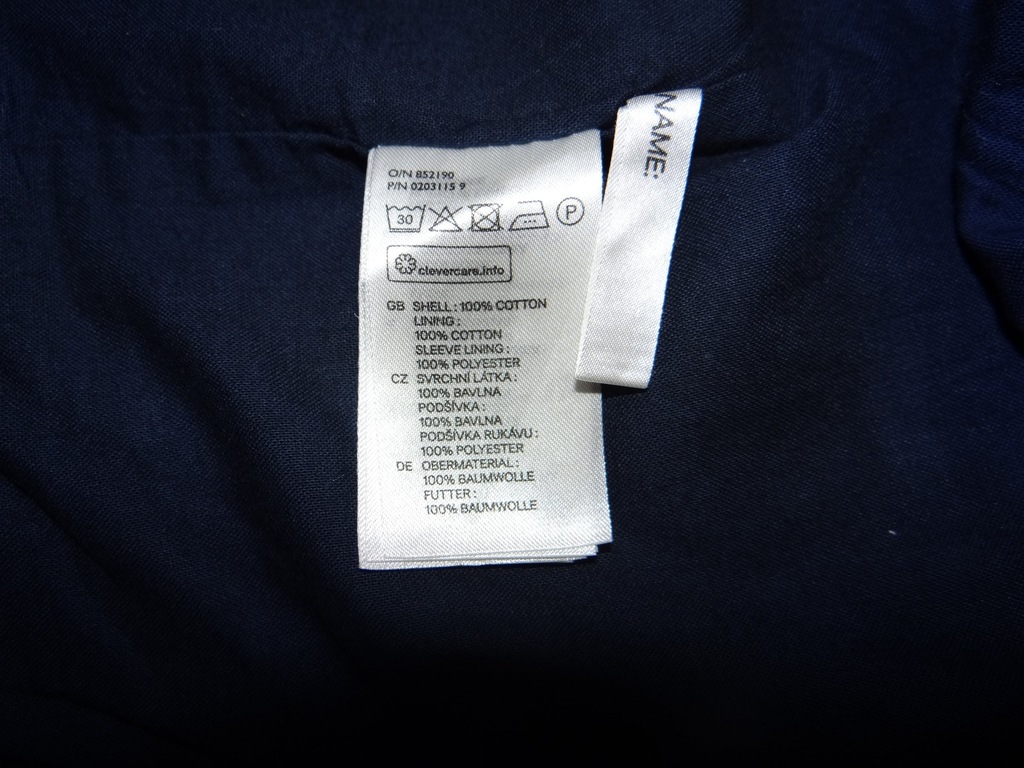 O/N 852190
P/N 0203115 9
30
P
clevercare.info
GB SHELL: 100% COTTON
LINING:
100% COTTON
SLEEVE LINING:
100% POLYESTER
CZ SVRCHNÍ LÁTKA:
100% BAVLNA
PODŠÍVKA:
100% BAVLNA
PODŠÍVKA RUKÁVU:
100% POLYESTER
DE OBERMATERIAL:
100% BAUMWOLLE
FUTTER:
100% BAUMWOLLE
NAME: